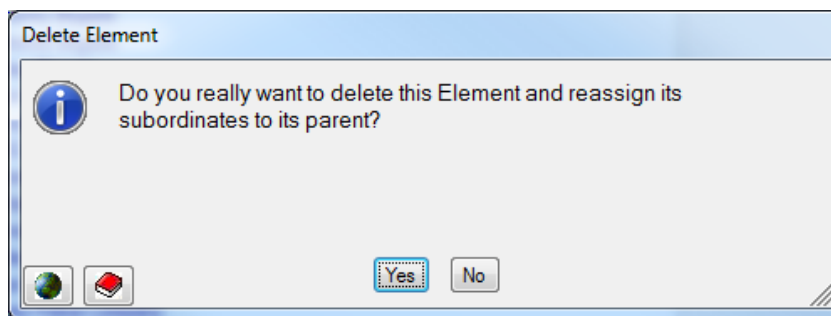 Delete Element
Do you really want to delete this Element and reassign its
subordinates to its parent?
Yes No